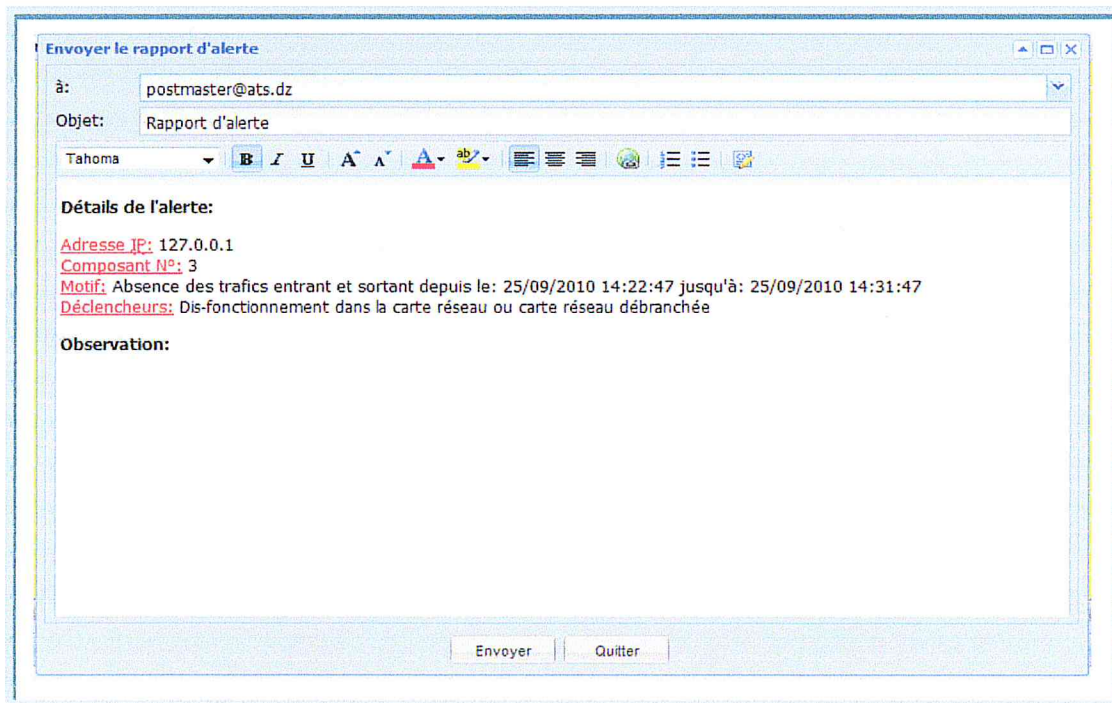 Envoyer le rapport d'alerte
à: postmaster@ats.dz
Objet: Rapport d'alerte
Tahoma B I U A A A ab
Détails de l'alerte:
Adresse IP: 127.0.0.1
Composant Nº: 3
Motif: Absence des trafics entrant et sortant depuis le: 25/09/2010 14:22:47 jusqu'à: 25/09/2010 14:31:47
Déclencheurs: Dis-fonctionnement dans la carte réseau ou carte réseau débranchée
Observation:
Envoyer Quitter